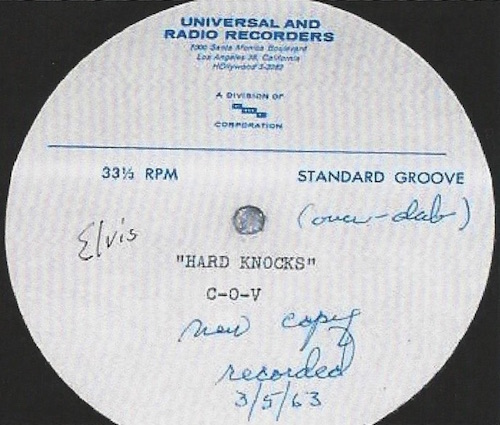 UNIVERSAL AND
RADIO RECORDERS
7000 Santa Monica Boulevard
Los Angeles 38, California
HOllywood 3-3282
A DIVISION OF
CORPORATION
33⅓ RPM
STANDARD GROOVE
(over-dub)
Elvis
"HARD KNOCKS"
C-O-V
new copy
recorded
3/5/63